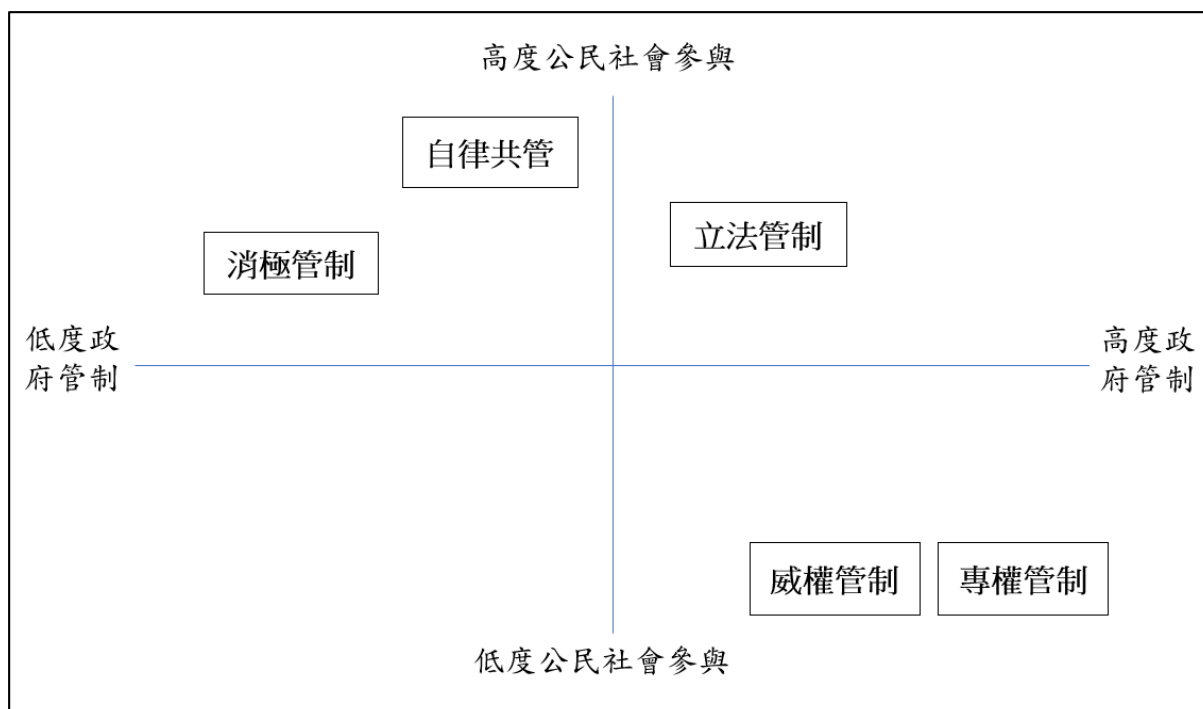 高度公民社會參與
自律共管
立法管制
消極管制
低度政
府管制
高度政
府管制
威權管制
專權管制
低度公民社會參與